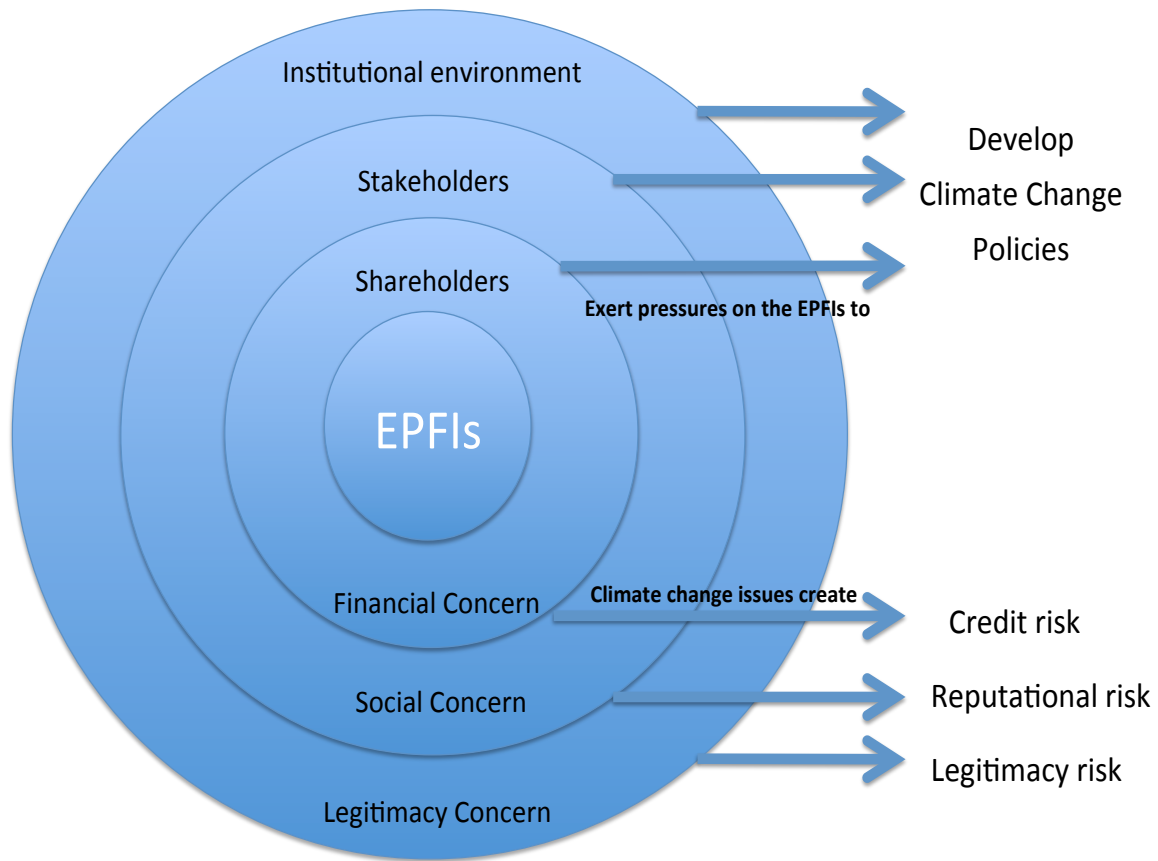 Institutional environment
Develop
Stakeholders
Climate Change
Policies
Shareholders
Exert pressures on the EPFIs to
EPFIs
Climate change issues create
Financial Concern
Credit risk
Social Concern
Reputational risk
Legitimacy risk
Legitimacy Concern